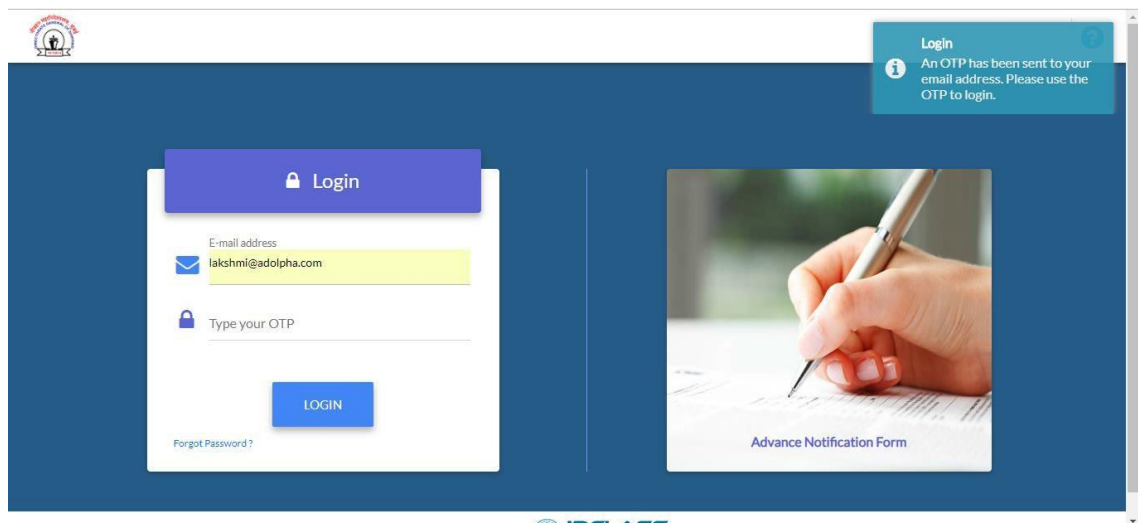 Login
An OTP has been sent to your
email address. Please use the
OTP to login.
Login
E-mail address
lakshmi@adolpha.com
Type your OTP
LOGIN
Forgot Password ?
Advance Notification Form